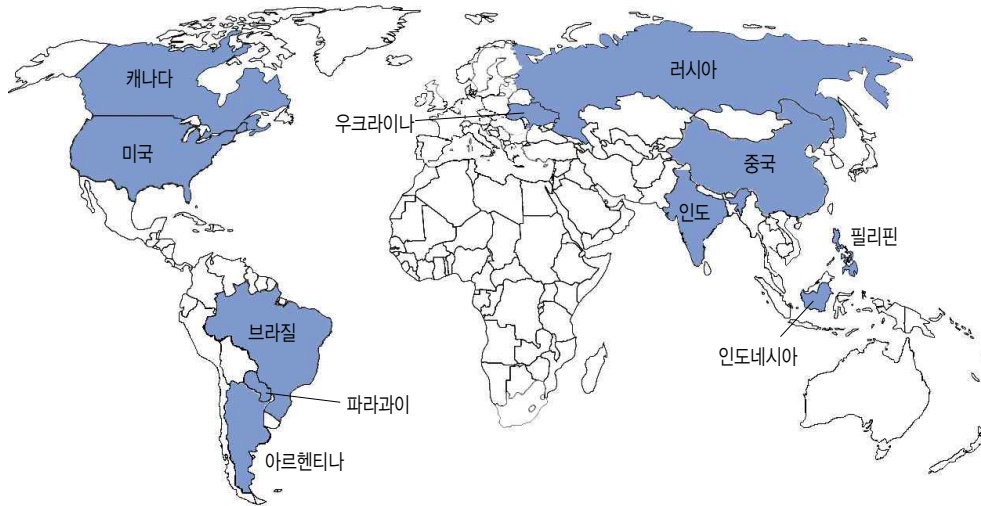 캐나다
러시아
우크라이나
미국
중국
인도
필리핀
브라질
인도네시아
파라과이
아르헨티나